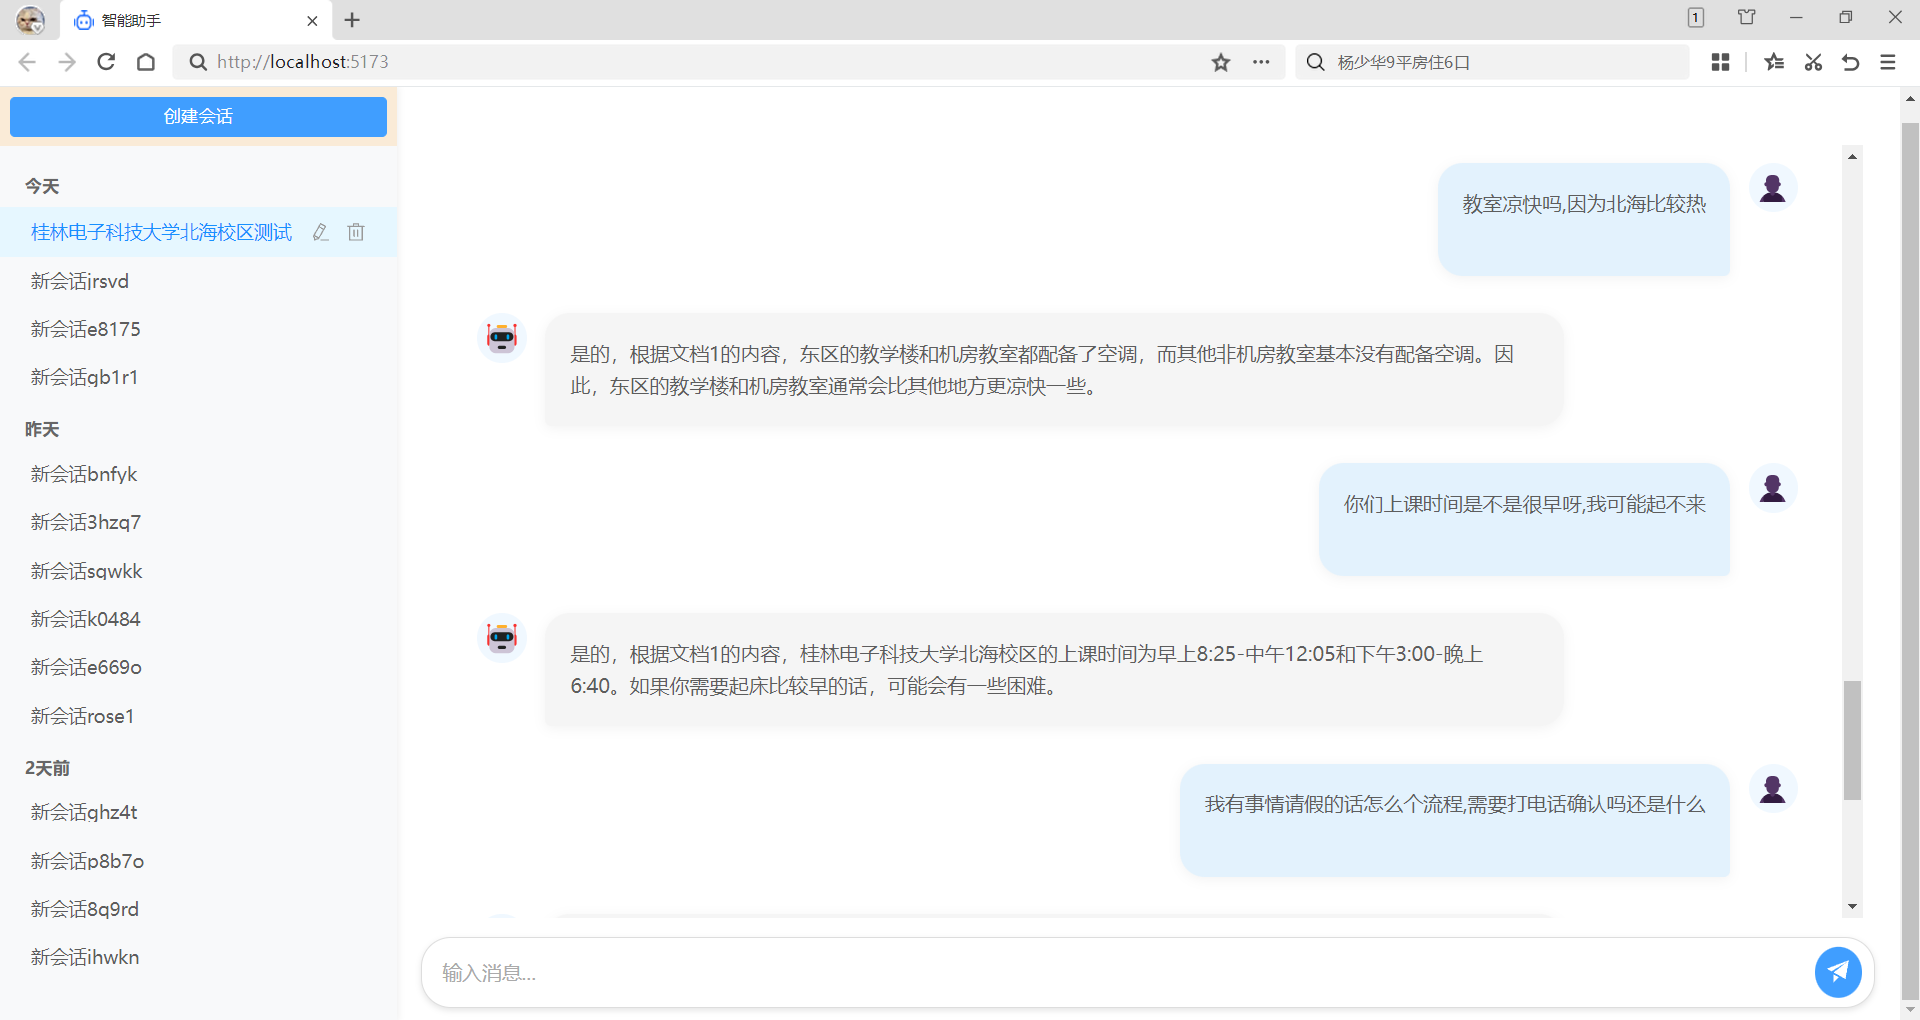 智能助手
1
http://localhost:5173
杨少华9平房住6口
创建会话
今天
桂林电子科技大学北海校区测试
新会话jrsvd
新会话e8175
新会话gb1r1
昨天
新会话bnfyk
新会话3hzq7
新会话sqwkk
新会话k0484
新会话e669o
新会话rose1
2天前
新会话ghz4t
新会话p8b7o
新会话8q9rd
新会话ihwkn
教室凉快吗,因为北海比较热
是的，根据文档1的内容，东区的教学楼和机房教室都配备了空调，而其他非机房教室基本没有配备空调。因
此，东区的教学楼和机房教室通常会比其他地方更凉快一些。
你们上课时间是不是很早呀,我可能起不来
是的，根据文档1的内容，桂林电子科技大学北海校区的上课时间为早上8:25-中午12:05和下午3:00-晚上
6:40。如果你需要起床比较早的话，可能会有一些困难。
我有事情请假的话怎么个流程,需要打电话确认吗还是什么
输入消息...